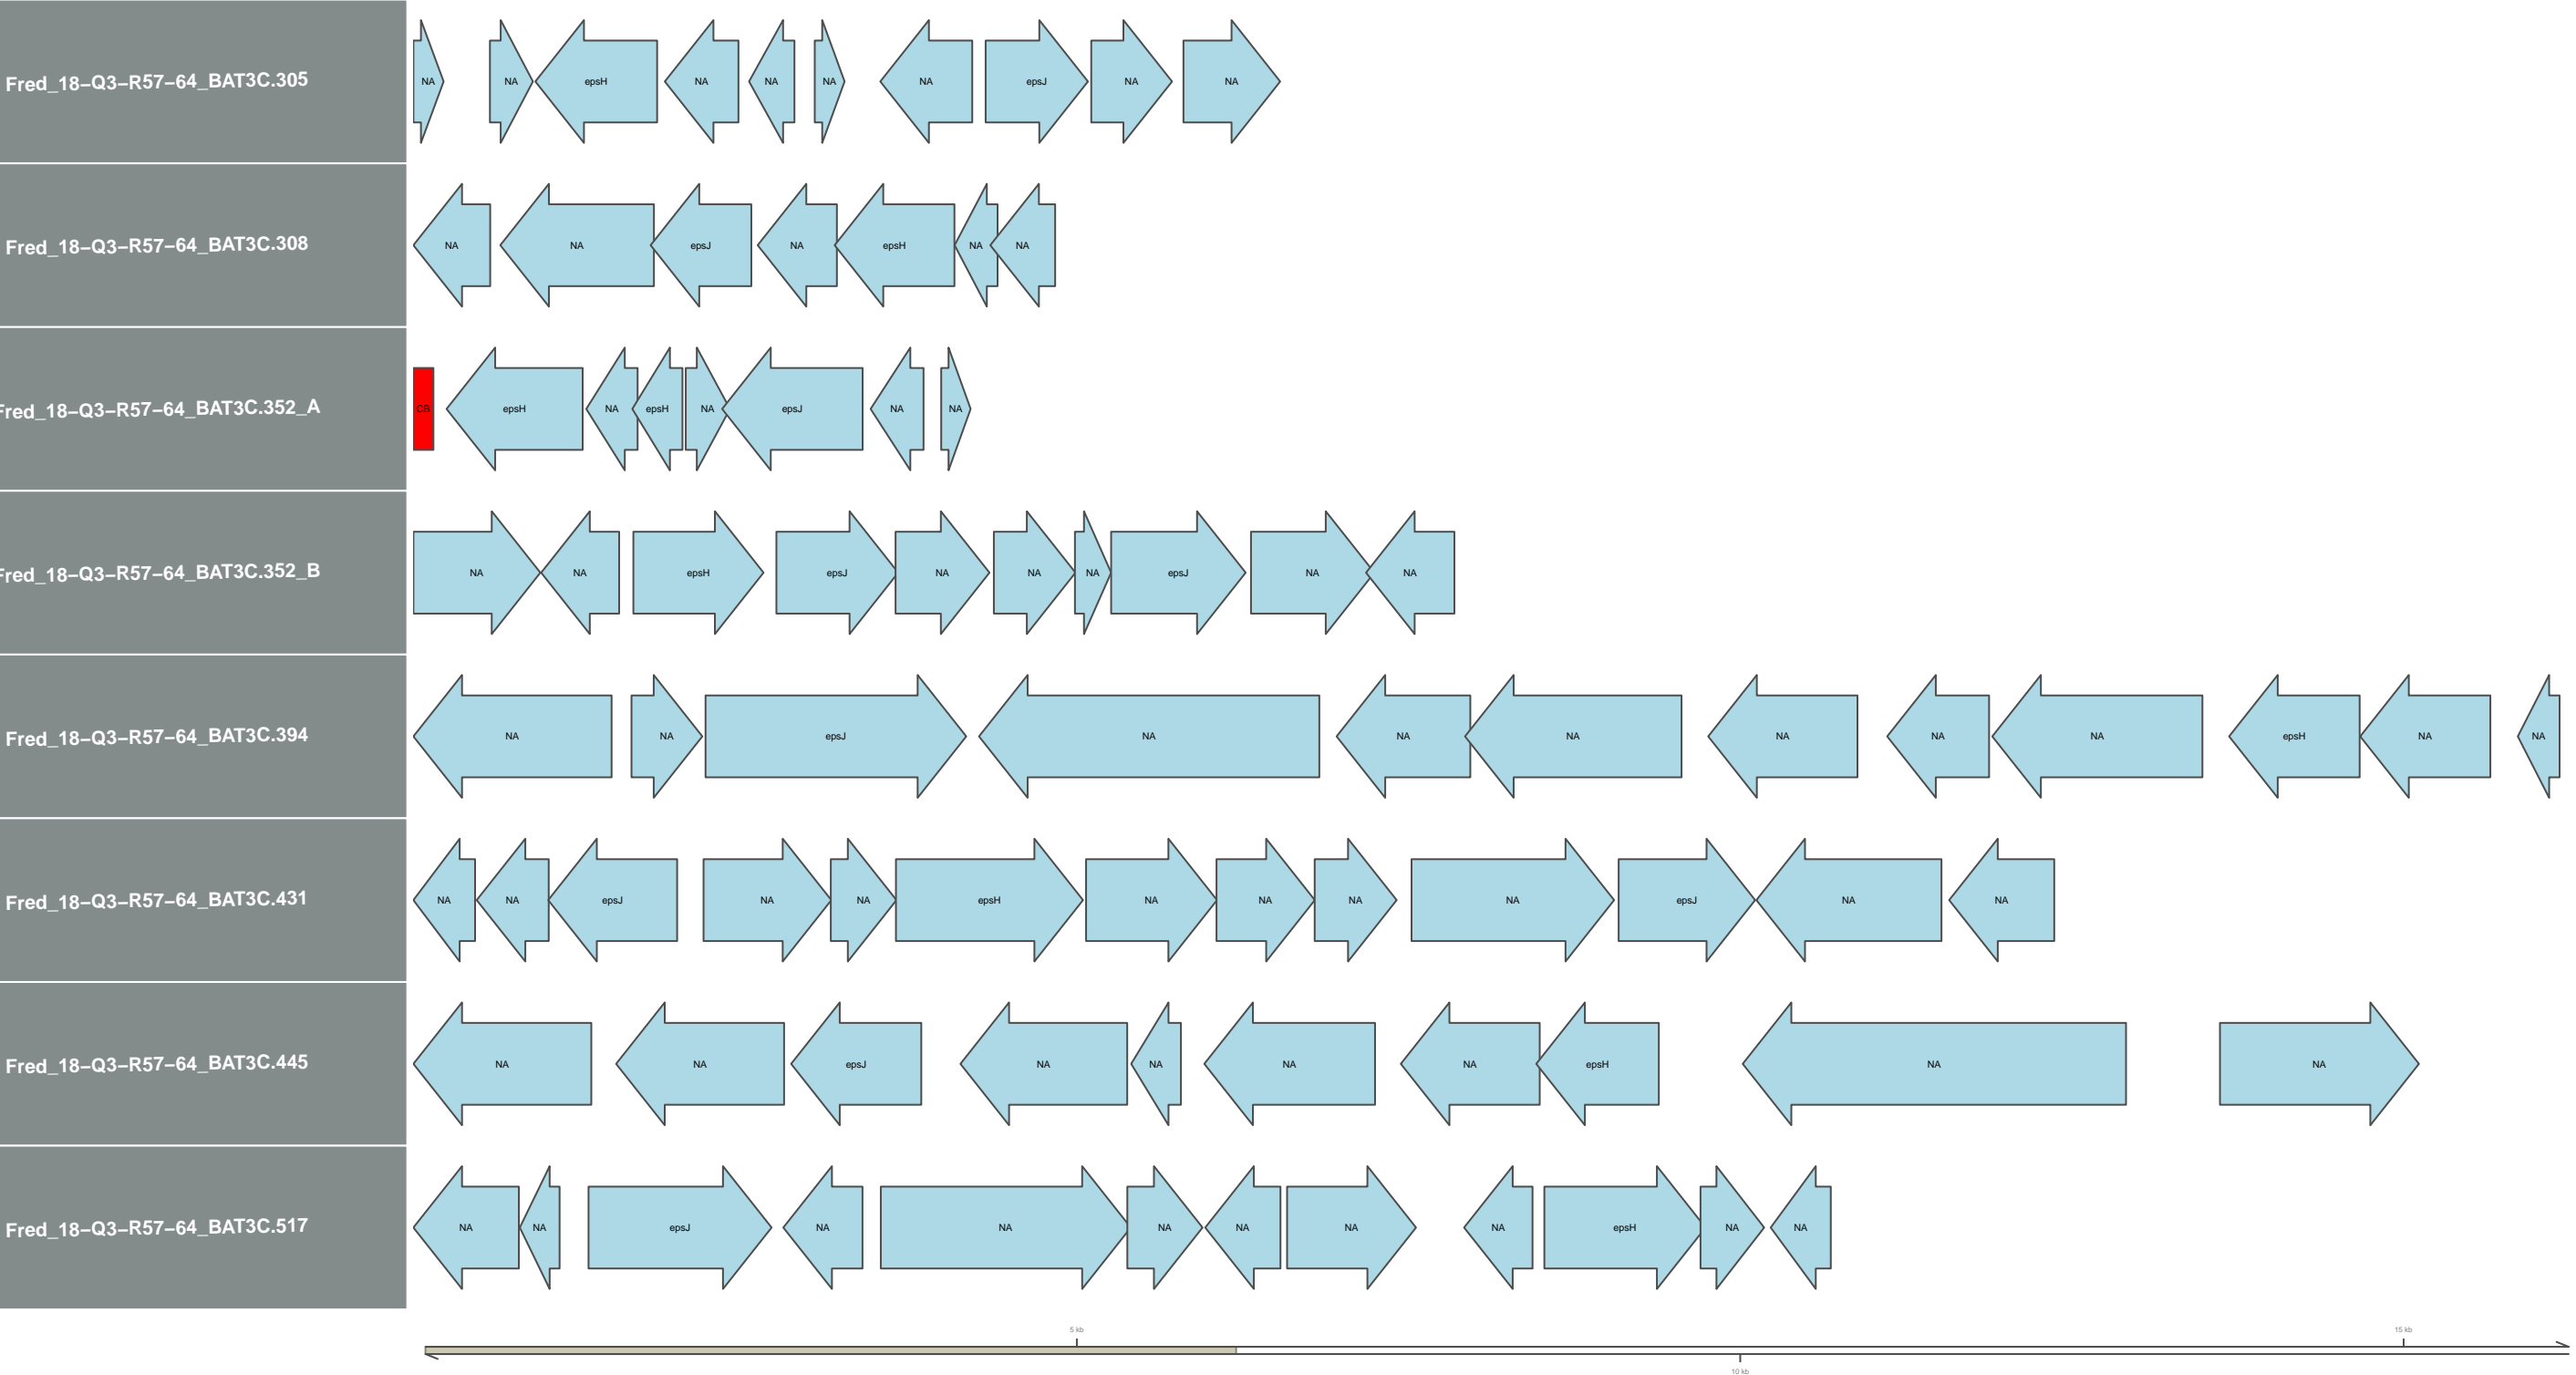 Fred_18−Q3−R57−64_BAT3C.305
NA NA epsH NA NA NA NA epsJ NA NA
Fred_18−Q3−R57−64_BAT3C.308
NA NA epsJ NA epsH NA NA
Fred_18−Q3−R57−64_BAT3C.352_A
CB epsH NA epsH NA epsJ NA NA
Fred_18−Q3−R57−64_BAT3C.352_B
NA NA epsH epsJ NA NA NA epsJ NA NA
Fred_18−Q3−R57−64_BAT3C.394
NA NA epsJ NA NA NA NA NA NA epsH NA NA
Fred_18−Q3−R57−64_BAT3C.431
NA NA epsJ NA NA epsH NA NA NA NA epsJ NA NA
Fred_18−Q3−R57−64_BAT3C.445
NA NA epsJ NA NA NA NA epsH NA NA
Fred_18−Q3−R57−64_BAT3C.517
NA NA epsJ NA NA NA NA NA NA epsH NA NA
5 kb 15 kb
10 kb